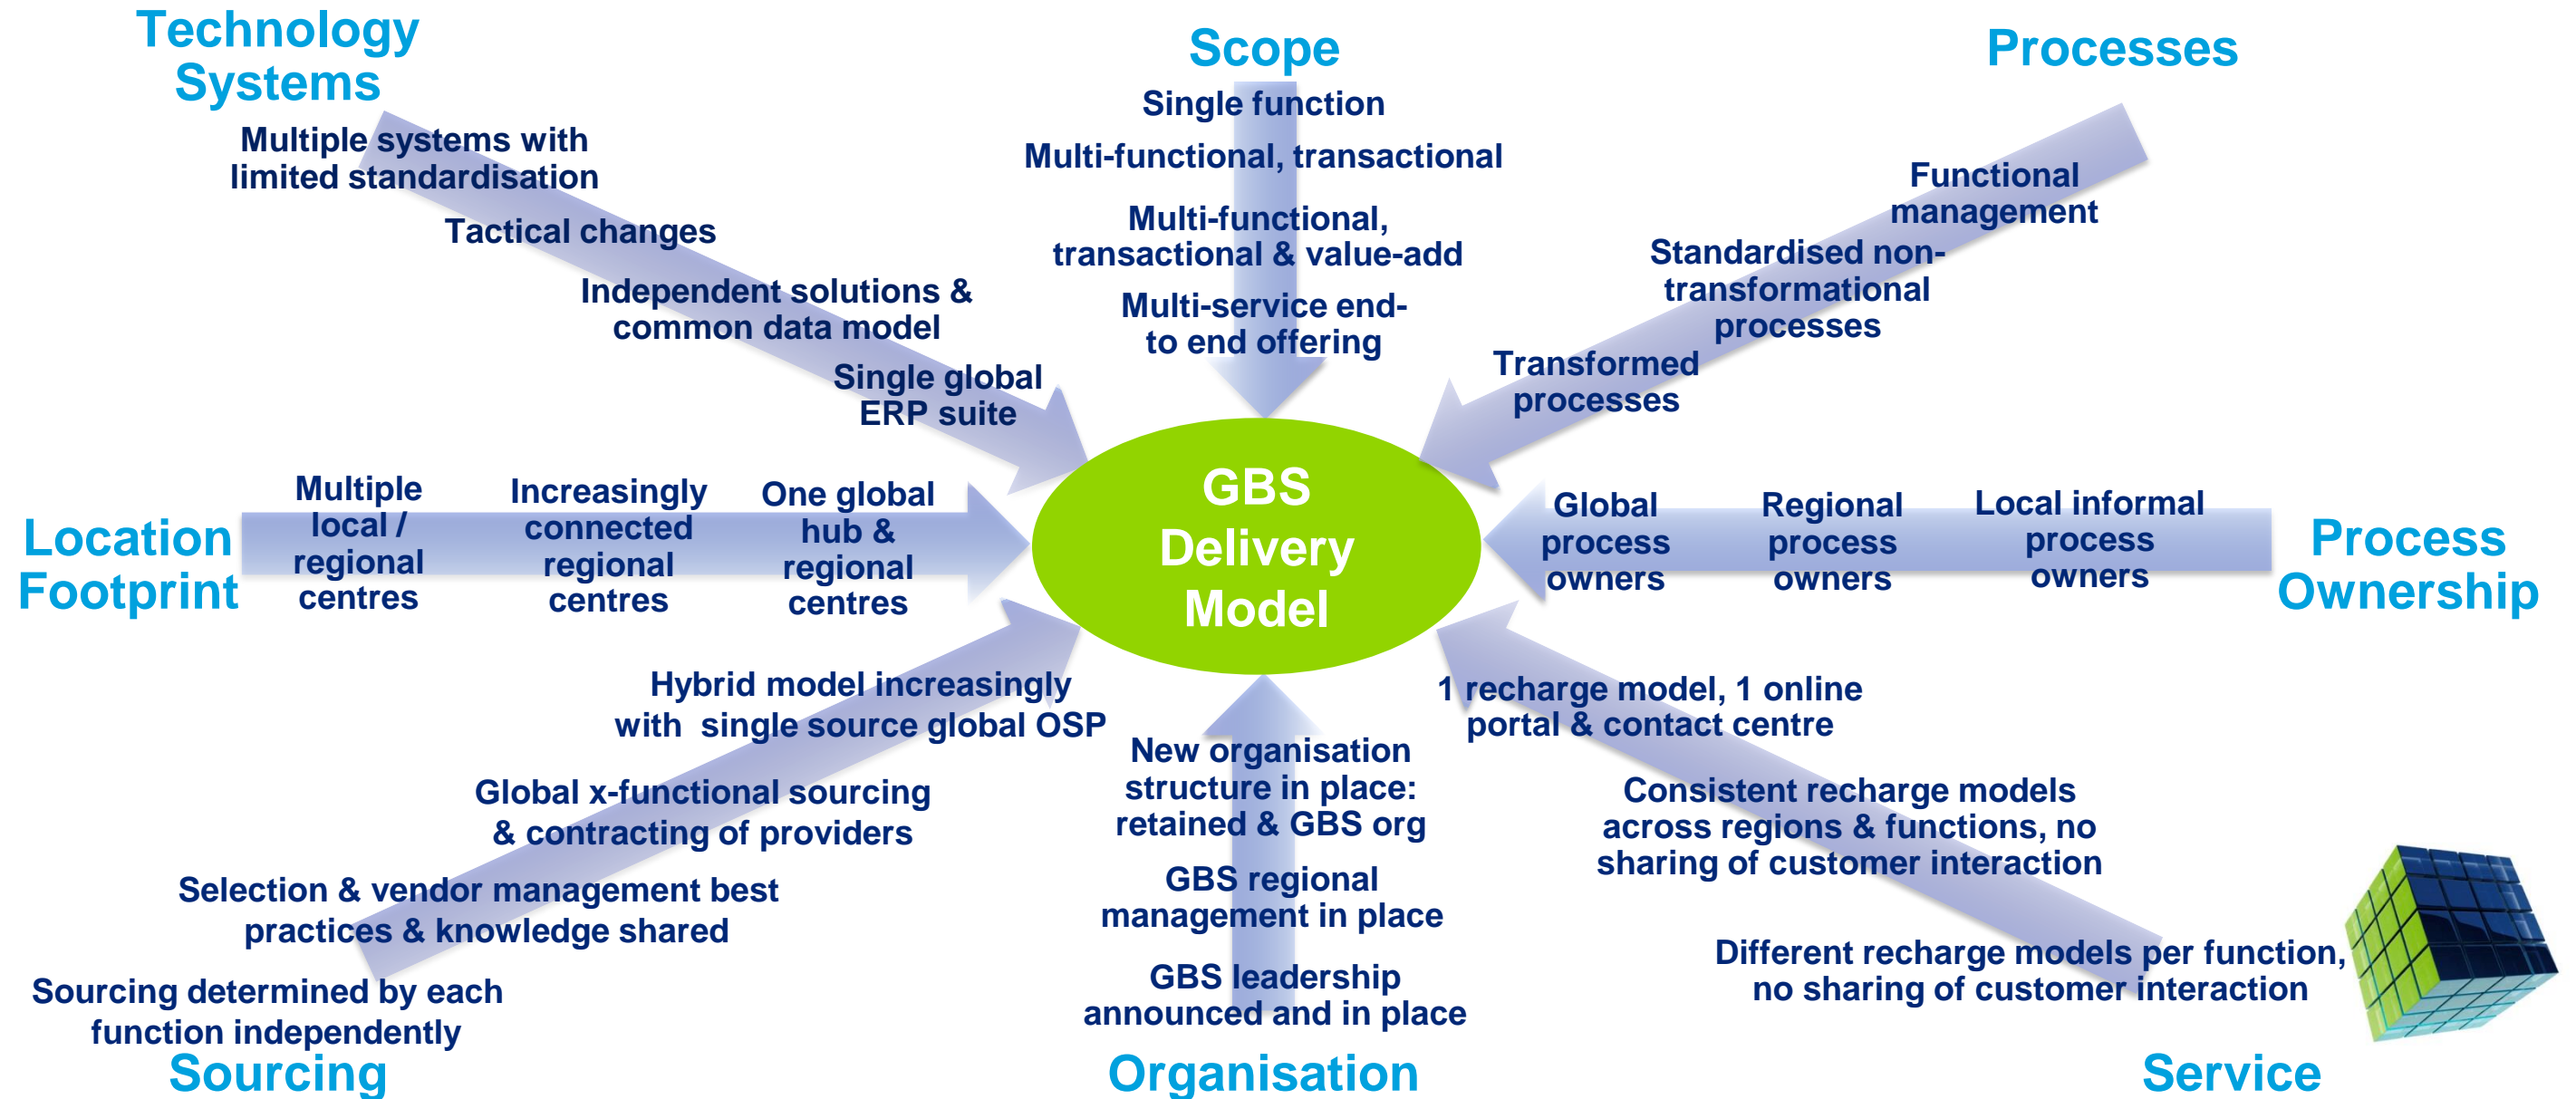 Technology
Systems
Multiple systems with
limited standardisation
Tactical changes
Independent solutions &
common data model
Single global
ERP suite
Scope
Single function
Multi-functional, transactional
Multi-functional,
transactional & value-add
Multi-service end-
to end offering
Processes
Functional
management
Standardised non-
transformational
processes
Transformed
processes
Location
Footprint
Multiple
local /
regional
centres
Increasingly
connected
regional
centres
One global
hub &
regional
centres
GBS
Delivery
Model
Global
process
owners
Regional
process
owners
Local informal
process
owners
Process
Ownership
Hybrid model increasingly
with single source global OSP
Global x-functional sourcing
& contracting of providers
Selection & vendor management best
practices & knowledge shared
Sourcing determined by each
function independently
Sourcing
New organisation
structure in place:
retained & GBS org
GBS regional
management in place
GBS leadership
announced and in place
Organisation
1 recharge model, 1 online
portal & contact centre
Consistent recharge models
across regions & functions, no
sharing of customer interaction
Different recharge models per function,
no sharing of customer interaction
Service